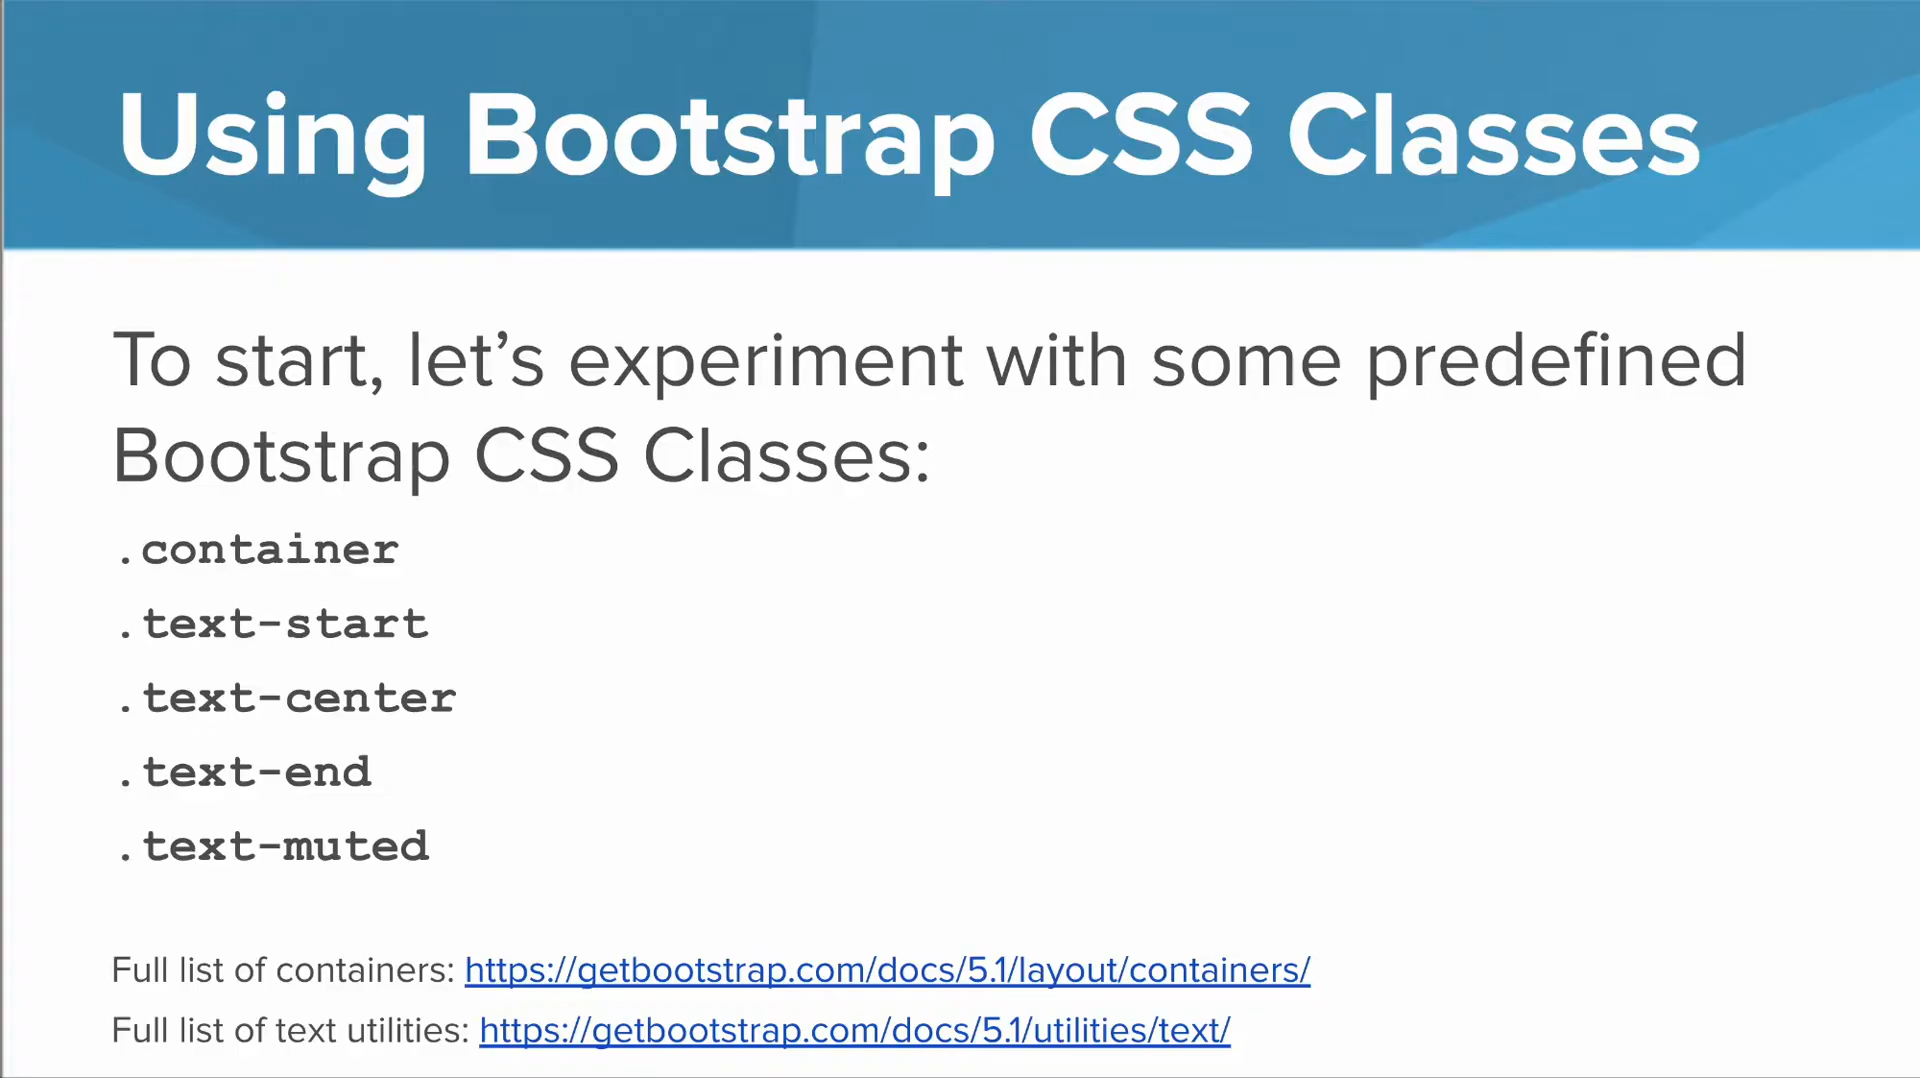 Using Bootstrap CSS Classes
To start, let’s experiment with some predefined
Bootstrap CSS Classes:
.container
.text-start
.text-center
.text-end
.text-muted
Full list of containers: https://getbootstrap.com/docs/5.1/layout/containers/
Full list of text utilities: https://getbootstrap.com/docs/5.1/utilities/text/